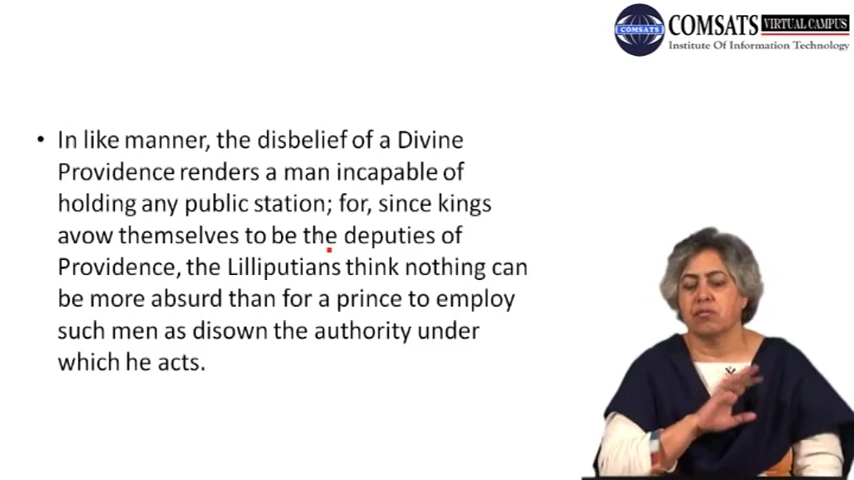 COMSATS VIRTUAL CAMPUS
COMSATS
Institute Of Information Technology
• In like manner, the disbelief of a Divine
Providence renders a man incapable of
holding any public station; for, since kings
avow themselves to be the deputies of
Providence, the Lilliputians think nothing can
be more absurd than for a prince to employ
such men as disown the authority under
which he acts.